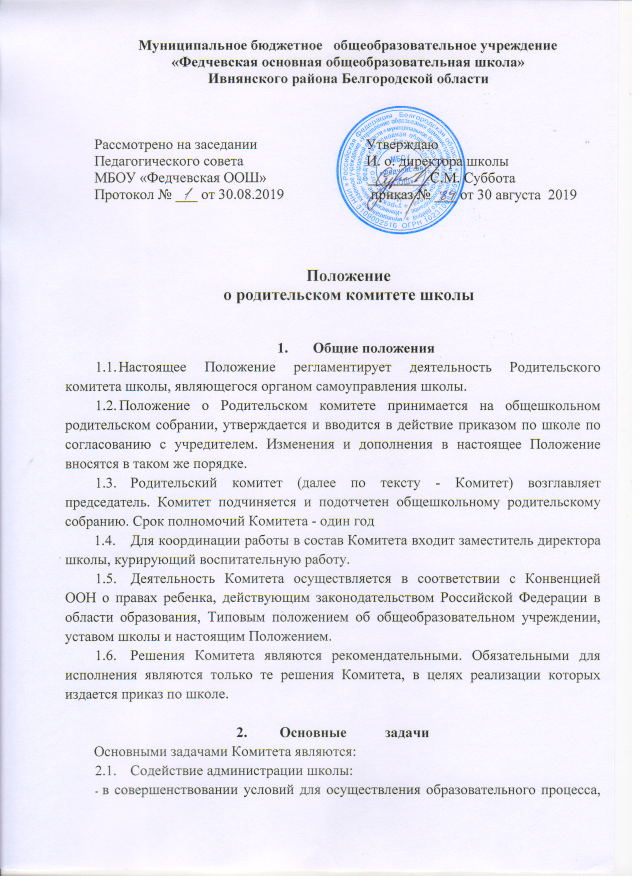 Муниципальное бюджетное общеобразовательное учреждение
«Федчевская основная общеобразовательная школа»
Ивнянского района Белгородской области
Рассмотрено на заседании
Педагогического совета
МБОУ «Федчевская ООШ»
Протокол № 1 от 30.08.2019
Утверждаю
И. о. директора школы
С.М. Суббота
приказ № 89 от 30 августа 2019
Положение
о родительском комитете школы
1. Общие положения
1.1. Настоящее Положение регламентирует деятельность Родительского
комитета школы, являющегося органом самоуправления школы.
1.2. Положение о Родительском комитете принимается на общешкольном
родительском собрании, утверждается и вводится в действие приказом по школе по
согласованию с учредителем. Изменения и дополнения в настоящее Положение
вносятся в таком же порядке.
1.3. Родительский комитет (далее по тексту - Комитет) возглавляет
председатель. Комитет подчиняется и подотчетен общешкольному родительскому
собранию. Срок полномочий Комитета - один год
1.4. Для координации работы в состав Комитета входит заместитель директора
школы, курирующий воспитательную работу.
1.5. Деятельность Комитета осуществляется в соответствии с Конвенцией
ООН о правах ребенка, действующим законодательством Российской Федерации в
области образования, Типовым положением об общеобразовательном учреждении,
уставом школы и настоящим Положением.
1.6. Решения Комитета являются рекомендательными. Обязательными для
исполнения являются только те решения Комитета, в целях реализации которых
издается приказ по школе.
2. Основные задачи
Основными задачами Комитета являются:
2.1. Содействие администрации школы:
- в совершенствовании условий для осуществления образовательного процесса,